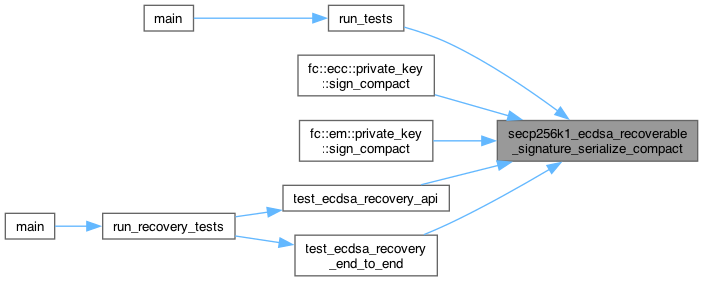 main
run_tests
fc::ecc::private_key
::sign_compact
fc::em::private_key
::sign_compact
secp256k1_ecdsa_recoverable
_signature_serialize_compact
test_ecdsa_recovery_api
main
run_recovery_tests
test_ecdsa_recovery
_end_to_end